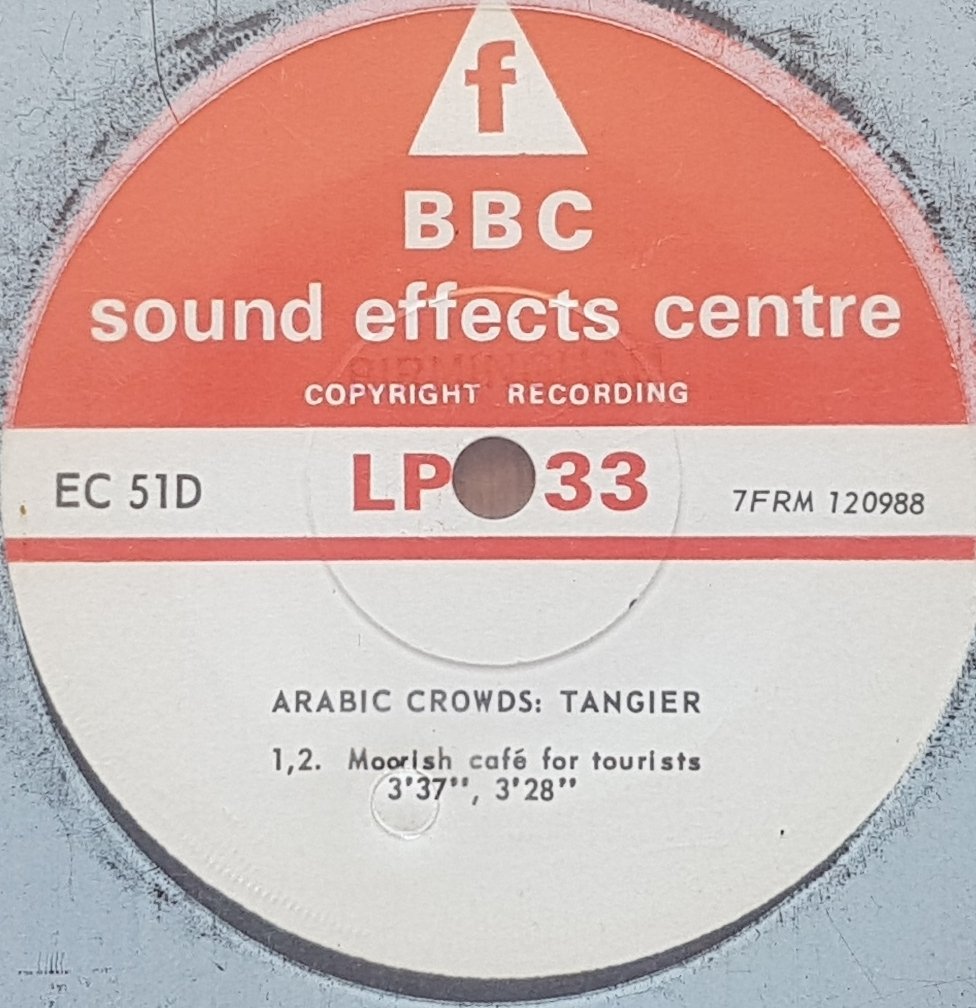 f
BBC
sound effects centre
COPYRIGHT RECORDING
EC 51D LP 33 7FRM 120988
ARABIC CROWDS: TANGIER
1,2. Moorish café for tourists
3'37", 3'28"